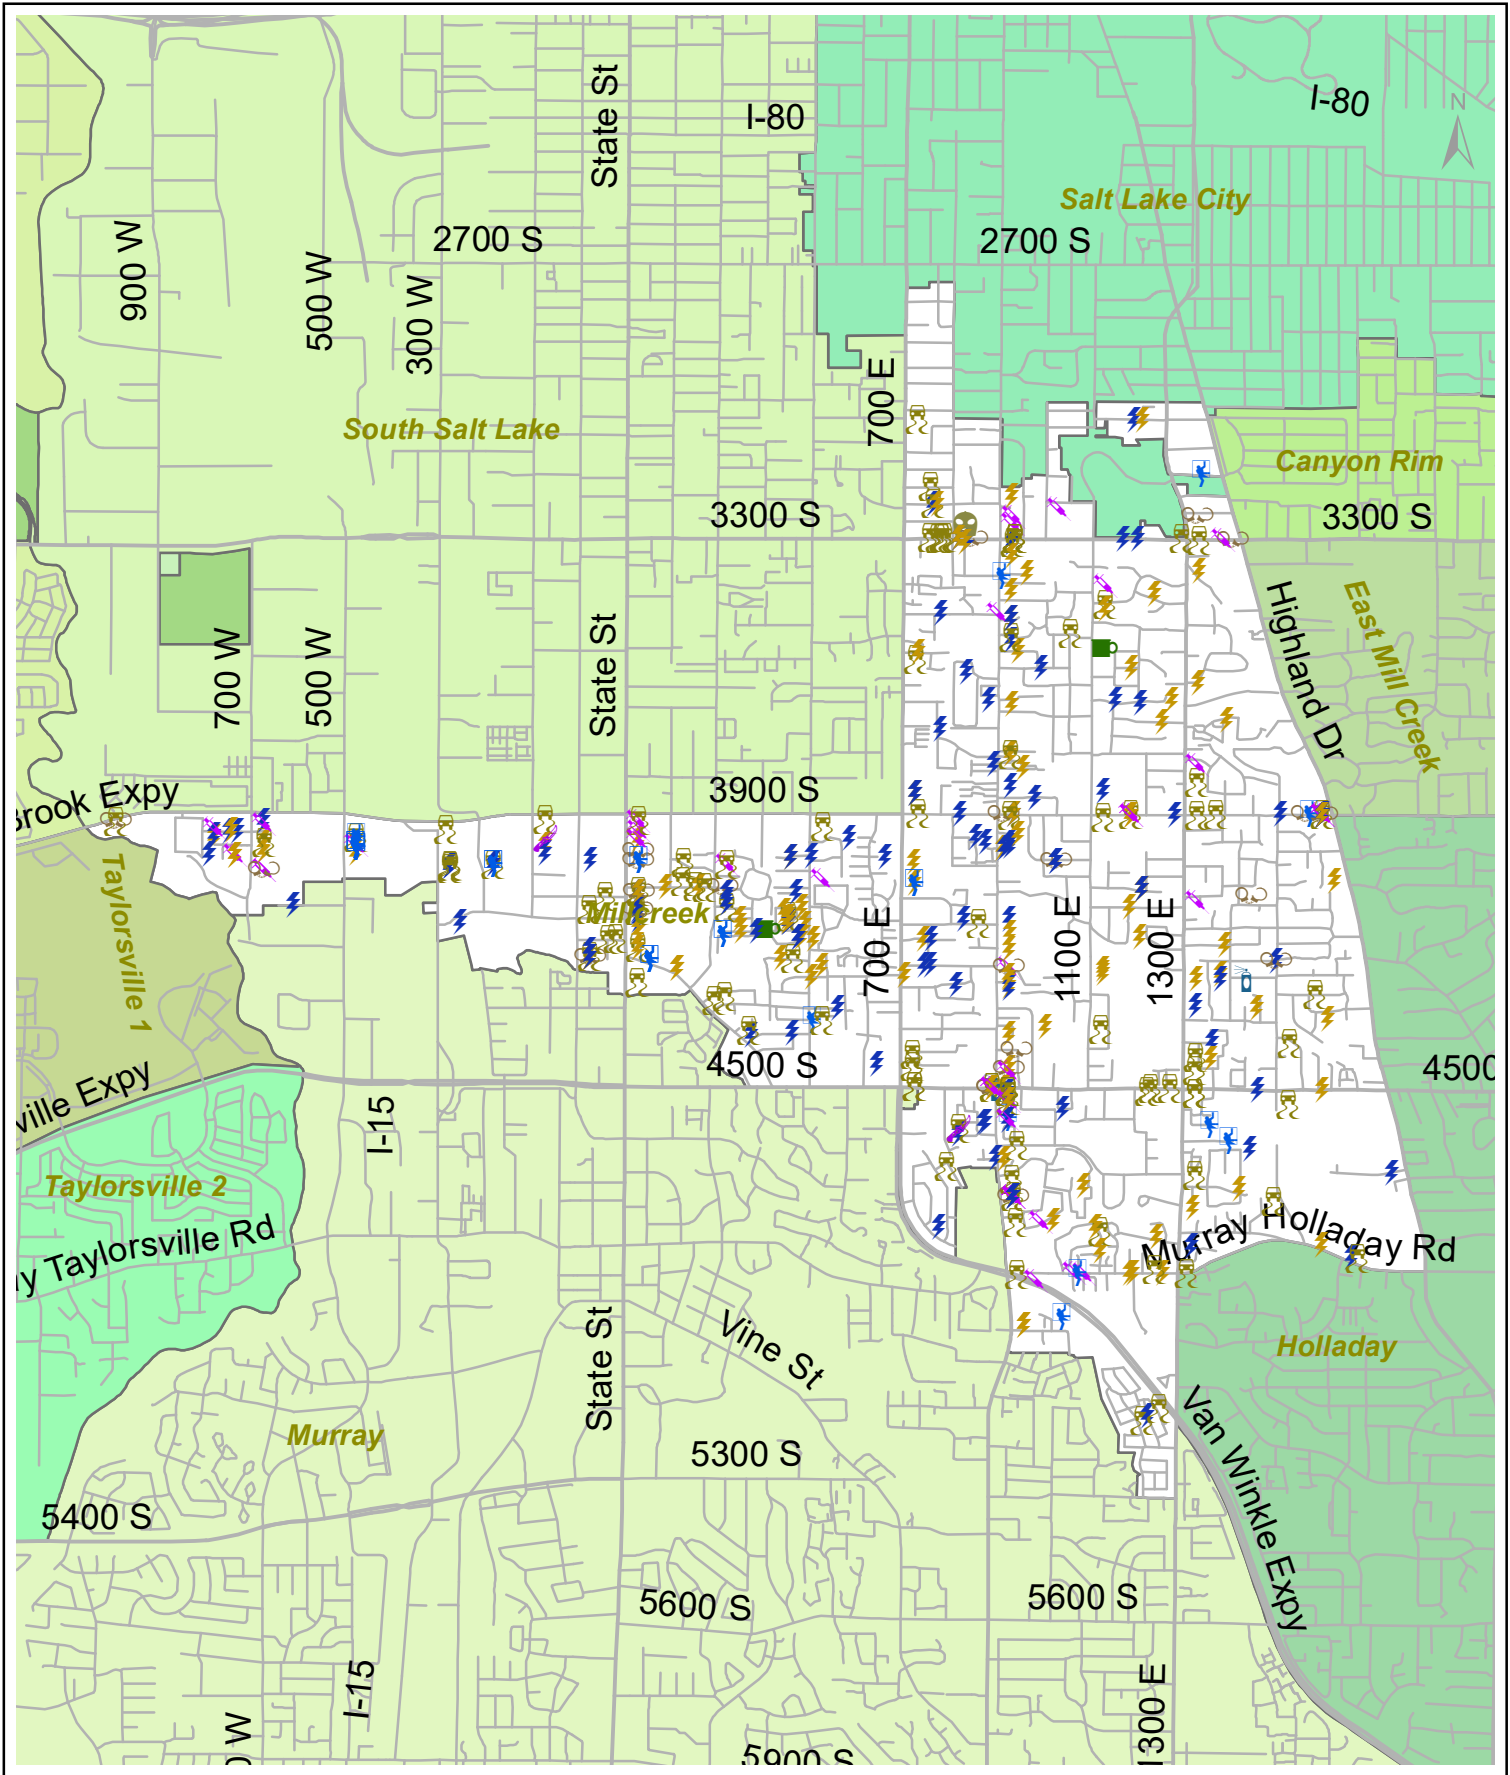 I-80
I-80
N
State St
Salt Lake City
2700 S
2700 S
900 W
500 W
300 W
700 E
South Salt Lake
Canyon Rim
3300 S
3300 S
Highland Dr
East Mill Creek
700 W
500 W
State St
3900 S
Brook Expy
Taylorsville 1
Millcreek
700 E
1100 E
1300 E
4500 S
4500
ville Expy
I-15
Taylorsville 2
y Taylorsville Rd
Murray Holladay Rd
State St
Vine St
Holladay
Murray
Van Winkle Expy
5300 S
5400 S
5600 S
5600 S
I-15
0 W
1300 E
5900 S